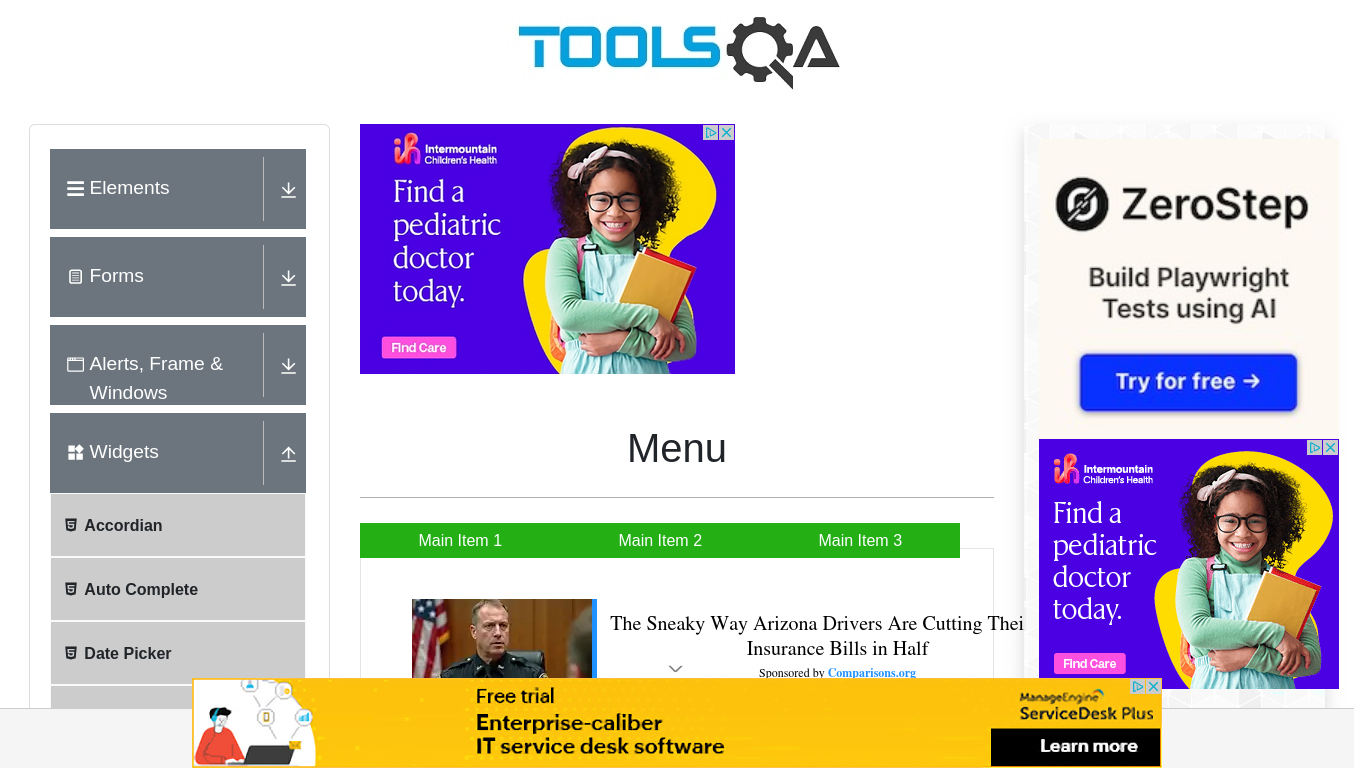 TOOLSQA
Elements
Forms
Alerts, Frame &
Windows
Widgets
Accordian
Auto Complete
Date Picker
Intermountain
Children's Health
Find a
pediatric
doctor
today.
Find Care
Menu
Main Item 1
Main Item 2
Main Item 3
The Sneaky Way Arizona Drivers Are Cutting Thei
Insurance Bills in Half
Sponsored by Comparisons.org
ZeroStep
Build Playwright
Tests using AI
Try for free →
Intermountain
Children's Health
Find a
pediatric
doctor
today.
Find Care
Free trial
Enterprise-caliber
IT service desk software
ManageEngine
ServiceDesk Plus
Learn more